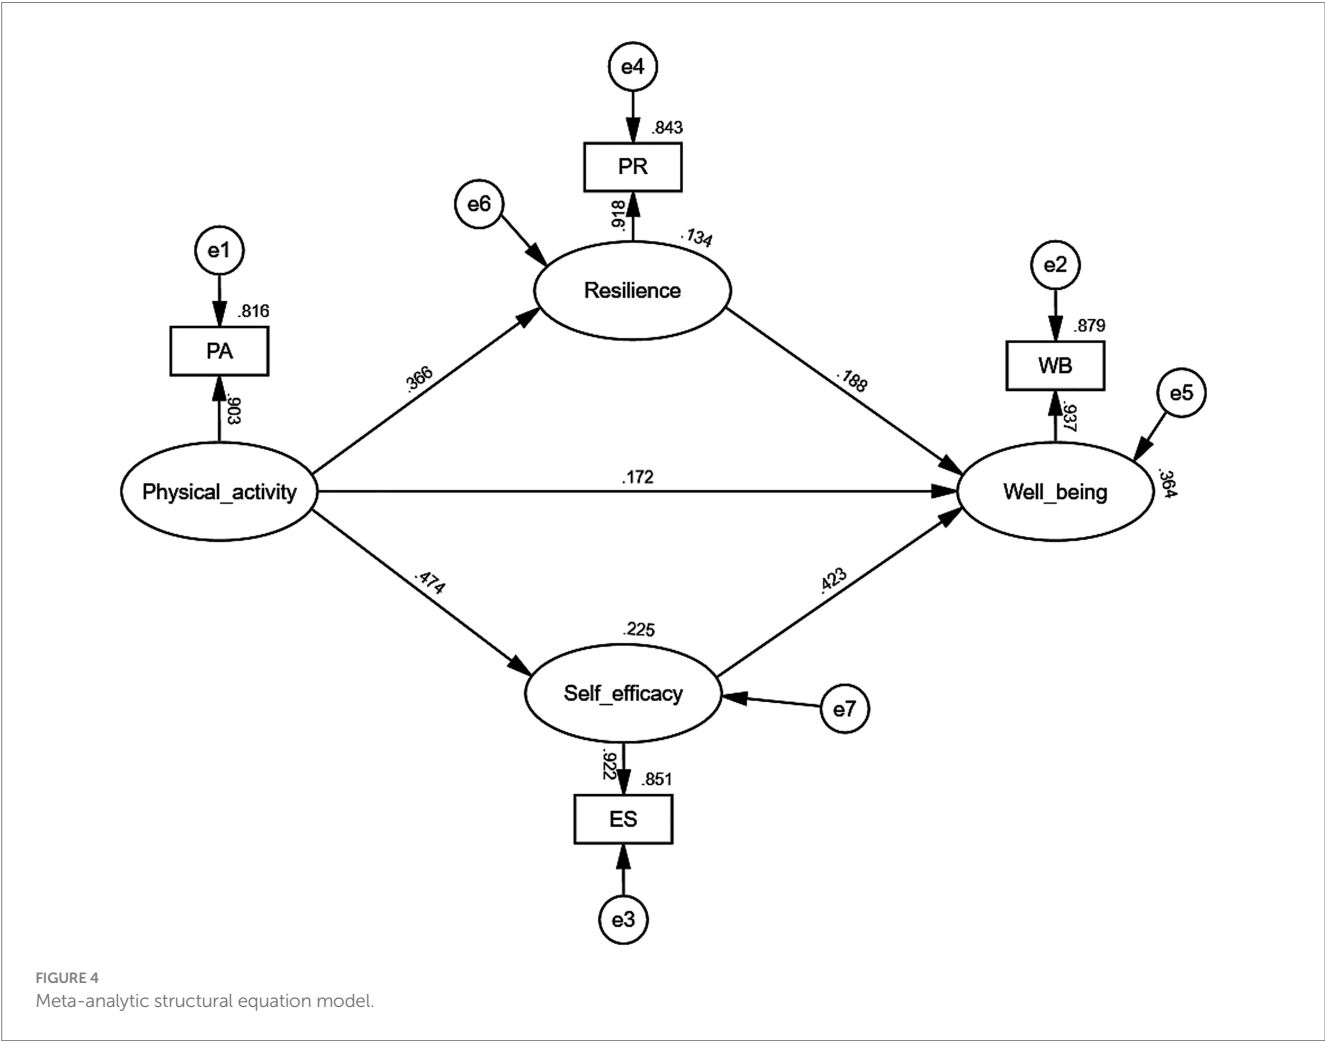 e4
.843
PR
e6
.918
.134
e1
Resilience
e2
.816
.879
PA
WB
.366
.188
e5
.903
.937
.172
Physical_activity
Well_being
.364
.474
.423
.225
Self_efficacy
e7
.922
.851
ES
e3
FIGURE 4
Meta-analytic structural equation model.